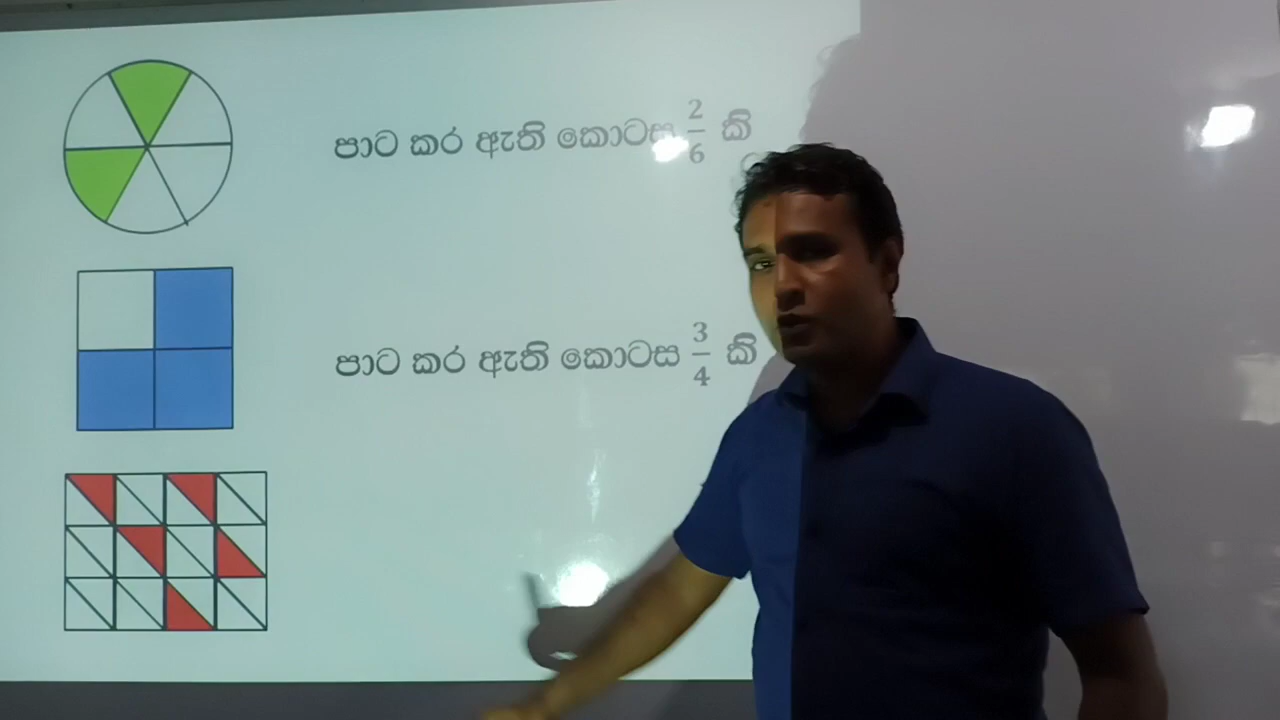 පාට කර ඇති කොටස 2/6 කි
පාට කර ඇති කොටස 3/4 කි